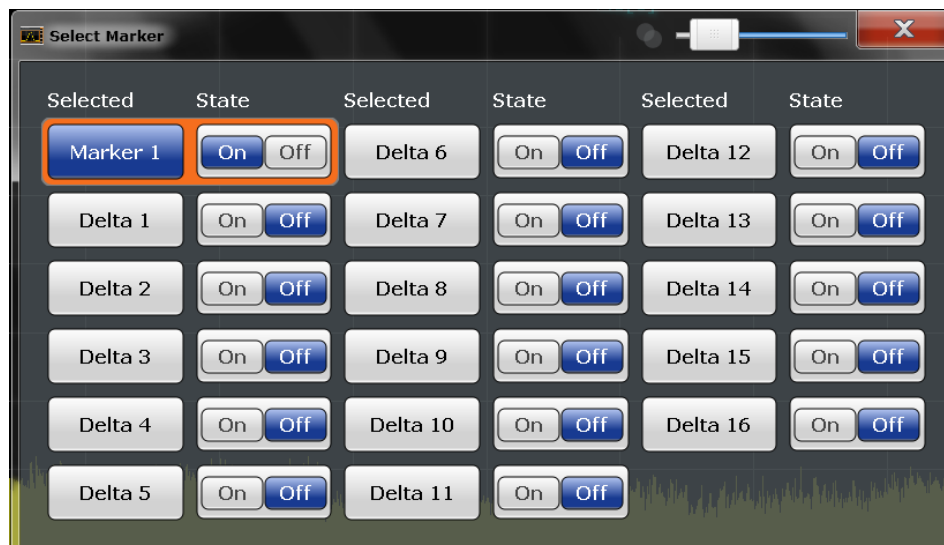 Select Marker
X
Selected State Selected State Selected State
Marker 1 On Off Delta 6 On Off Delta 12 On Off
Delta 1 On Off Delta 7 On Off Delta 13 On Off
Delta 2 On Off Delta 8 On Off Delta 14 On Off
Delta 3 On Off Delta 9 On Off Delta 15 On Off
Delta 4 On Off Delta 10 On Off Delta 16 On Off
Delta 5 On Off Delta 11 On Off